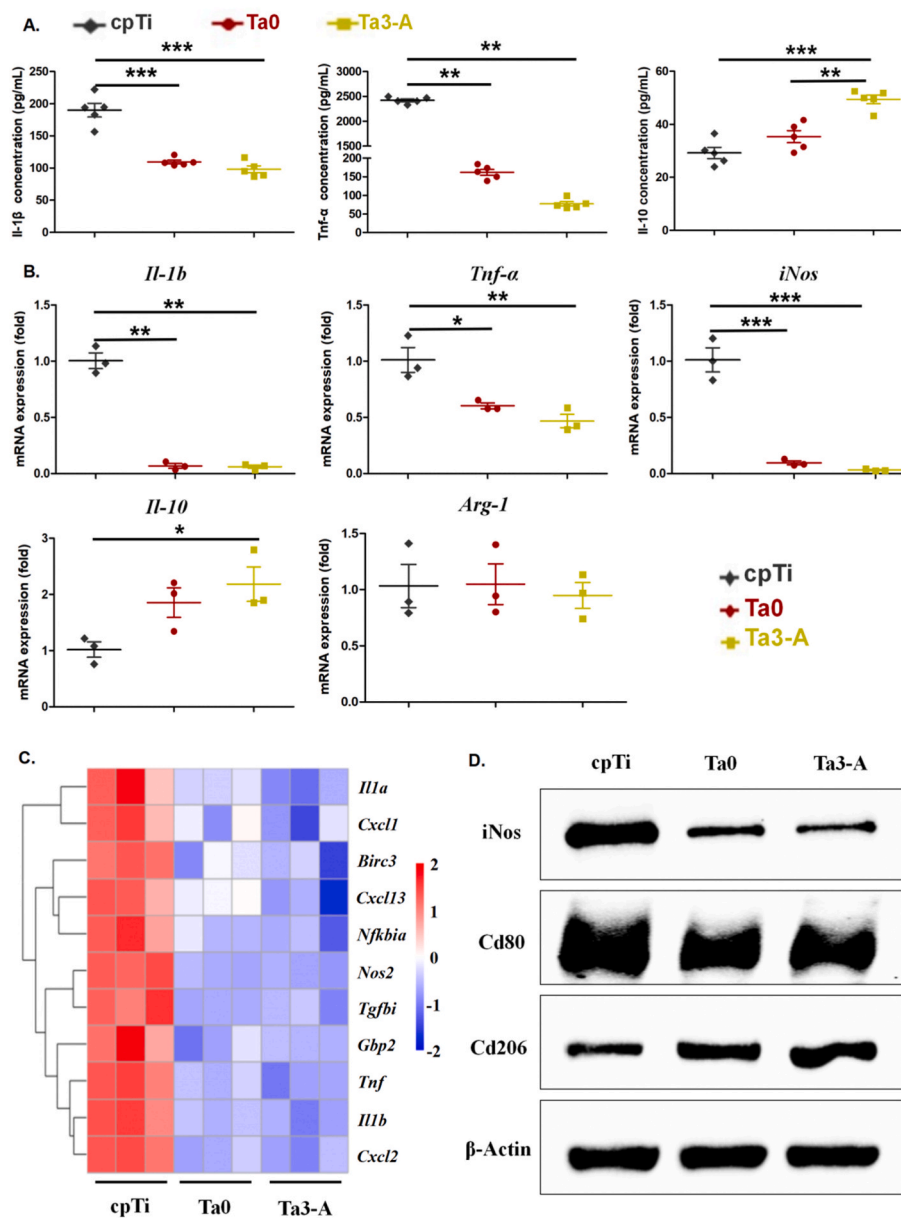 A. cpTi Ta0 Ta3-A
*** ** ***
*** ** **
Il-1β concentration (pg/mL)
250
200
150
100
50
0
Tnf-α concentration (pg/mL)
3000
2500
2000
1500
200
150
100
50
0
Il-10 concentration (pg/mL)
60
40
20
0
B. Il-1b Tnf-α iNos
** ** ***
** * ***
mRNA expression (fold)
1.5
1.0
0.5
0.0
mRNA expression (fold)
1.5
1.0
0.5
0.0
mRNA expression (fold)
1.5
1.0
0.5
0.0
Il-10 Arg-1
*
mRNA expression (fold)
3
2
1
0
mRNA expression (fold)
1.5
1.0
0.5
0.0
cpTi
Ta0
Ta3-A
C.
Il1a
Cxcl1
Birc3
Cxcl13
Nfkbia
Nos2
Tgfbi
Gbp2
Tnf
Il1b
Cxcl2
2
1
0
-1
-2
cpTi Ta0 Ta3-A
D. cpTi Ta0 Ta3-A
iNos
Cd80
Cd206
β-Actin